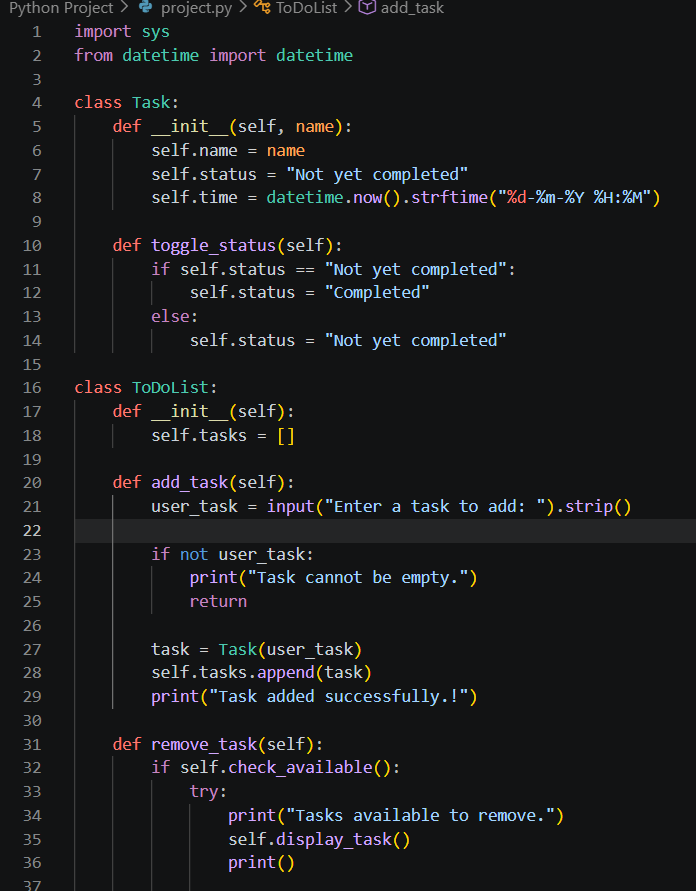 Python Project > project.py > ToDoList > add_task
1 import sys
2 from datetime import datetime
3
4 class Task:
5     def __init__(self, name):
6         self.name = name
7         self.status = "Not yet completed"
8         self.time = datetime.now().strftime("%d-%m-%Y %H:%M")
9
10     def toggle_status(self):
11         if self.status == "Not yet completed":
12             self.status = "Completed"
13         else:
14             self.status = "Not yet completed"
15
16 class ToDoList:
17     def __init__(self):
18         self.tasks = []
19
20     def add_task(self):
21         user_task = input("Enter a task to add: ").strip()
22
23         if not user_task:
24             print("Task cannot be empty.")
25             return
26
27         task = Task(user_task)
28         self.tasks.append(task)
29         print("Task added successfully.!")
30
31     def remove_task(self):
32         if self.check_available():
33             try:
34                 print("Tasks available to remove.")
35                 self.display_task()
36                 print()
37